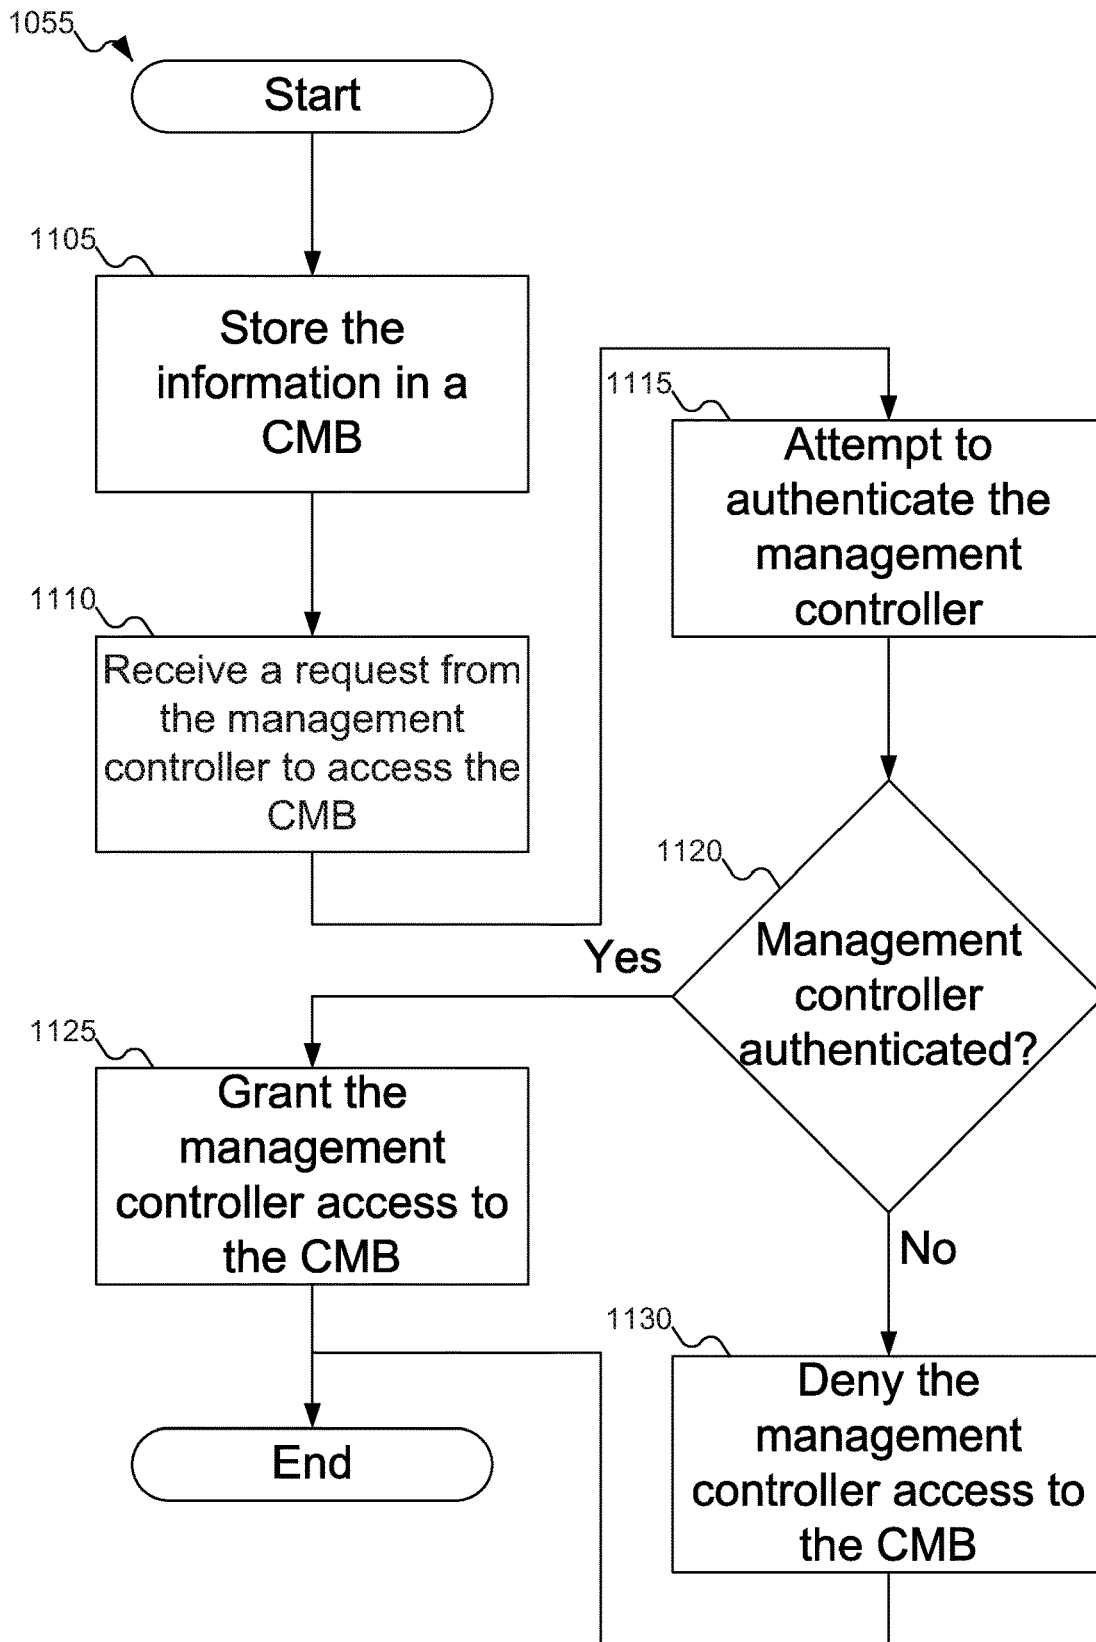 1055
Start
1105
Store the
information in a
CMB
1110
Receive a request from
the management
controller to access the
CMB
1115
Attempt to
authenticate the
management
controller
1120
Management
controller
authenticated?
Yes
No
1125
Grant the
management
controller access to
the CMB
1130
Deny the
management
controller access to
the CMB
End